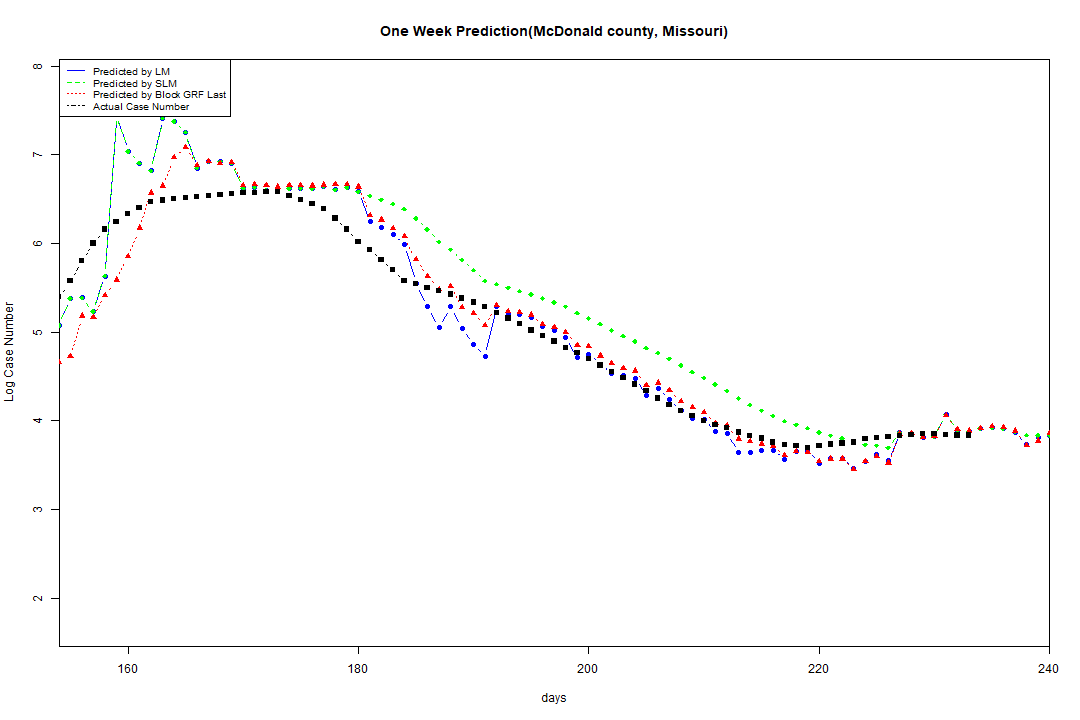 One Week Prediction(McDonald county, Missouri)
Predicted by LM
Predicted by SLM
Predicted by Block GRF Last
Actual Case Number
8
7
6
5
4
3
2
Log Case Number
160 180 200 220 240
days